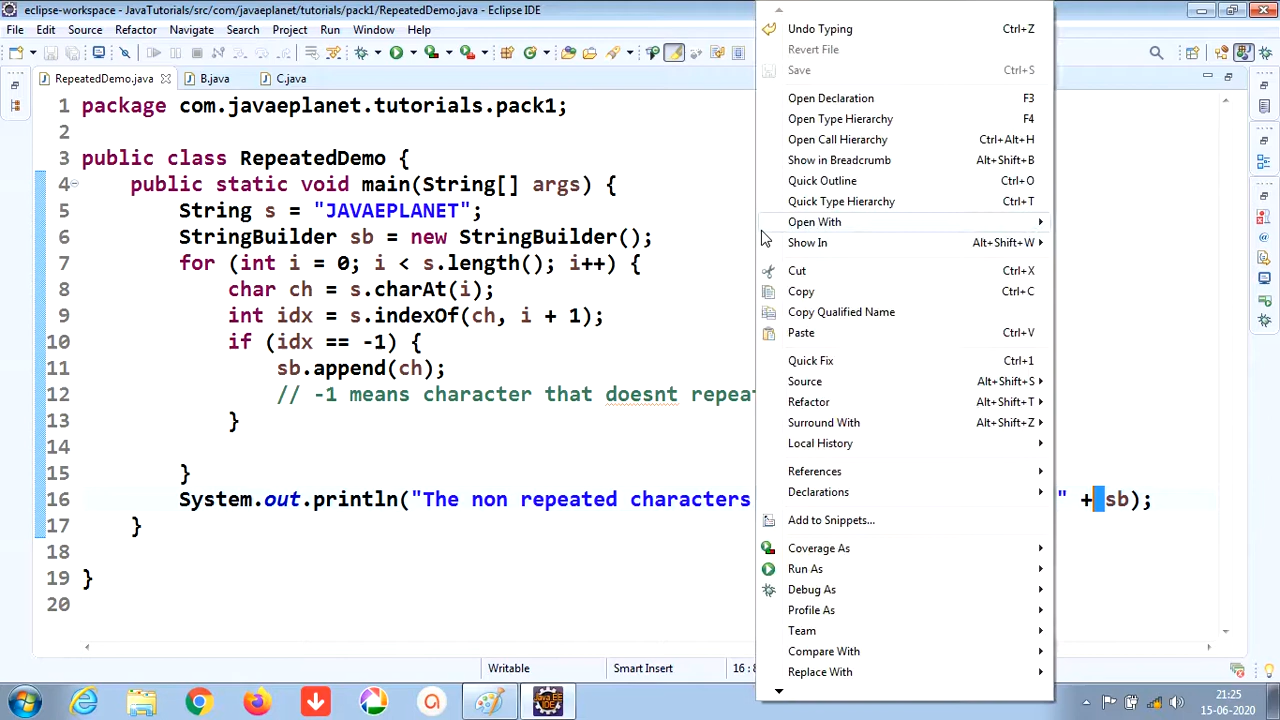 eclipse-workspace - JavaTutorials/src/com/javaeplanet/tutorials/pack1/RepeatedDemo.java - Eclipse IDE
File Edit Source Refactor Navigate Search Project Run Window Help
RepeatedDemo.java B.java C.java
1 package com.javaeplanet.tutorials.pack1;
2
3 public class RepeatedDemo {
4 public static void main(String[] args) {
5 String s = "JAVAEPLANET";
6 StringBuilder sb = new StringBuilder();
7 for (int i = 0; i < s.length(); i++) {
8 char ch = s.charAt(i);
9 int idx = s.indexOf(ch, i + 1);
10 if (idx == -1) {
11 sb.append(ch);
12 // -1 means character that doesnt repeat
13 }
14
15 }
16 System.out.println("The non repeated characters " + sb);
17 }
18
19 }
20
Undo Typing Ctrl+Z
Revert File
Save Ctrl+S
Open Declaration F3
Open Type Hierarchy F4
Open Call Hierarchy Ctrl+Alt+H
Show in Breadcrumb Alt+Shift+B
Quick Outline Ctrl+O
Quick Type Hierarchy Ctrl+T
Open With
Show In Alt+Shift+W
Cut Ctrl+X
Copy Ctrl+C
Copy Qualified Name
Paste Ctrl+V
Quick Fix Ctrl+1
Source Alt+Shift+S
Refactor Alt+Shift+T
Surround With Alt+Shift+Z
Local History
References
Declarations
Add to Snippets...
Coverage As
Run As
Debug As
Profile As
Team
Compare With
Replace With
Writable Smart Insert 16 : 8
Java EE IDE
21:25
15-06-2020